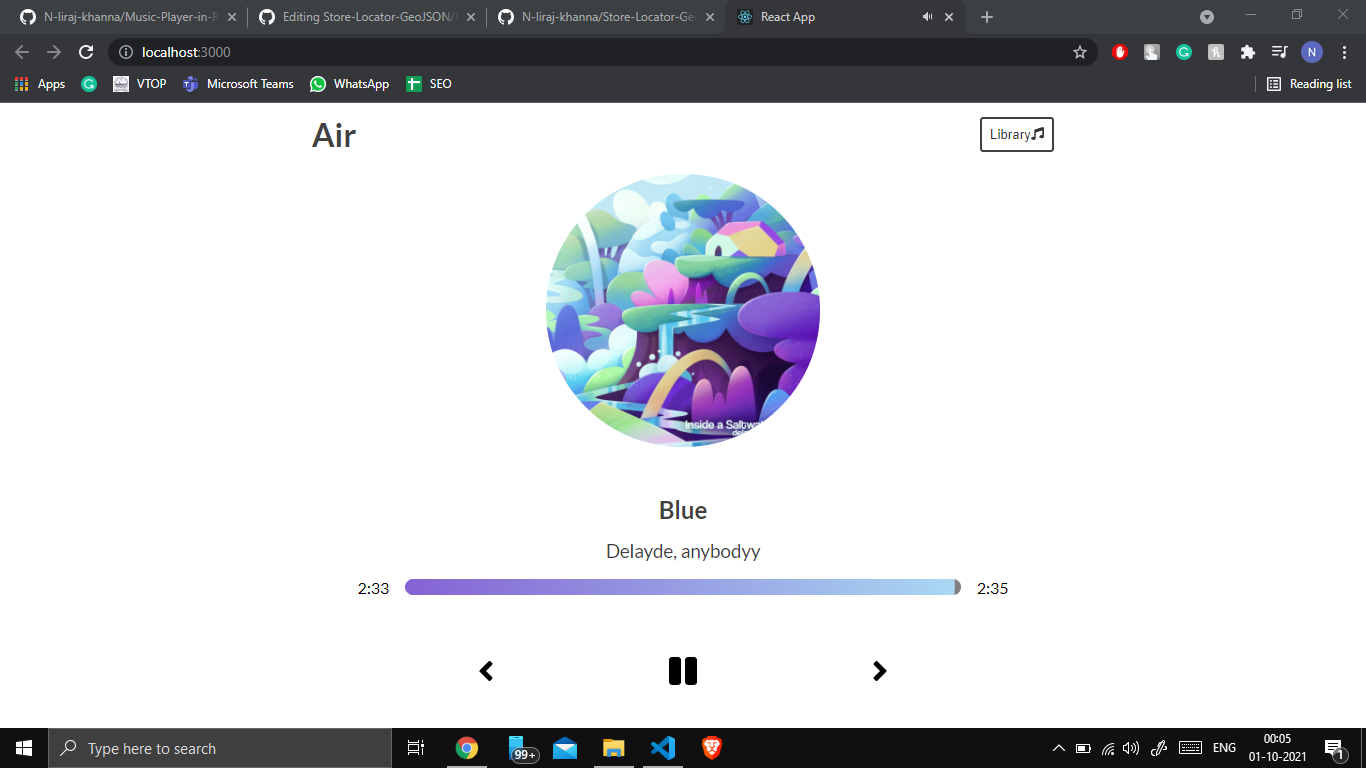 N-liraj-khanna/Music-Player-in-R
Editing Store-Locator-GeoJSON/
N-liraj-khanna/Store-Locator-Ge
React App
localhost:3000
N
Apps
VTOP
Microsoft Teams
WhatsApp
SEO
Reading list
Air
Library
Inside a Saltwa
Blue
Delayde, anybodyy
2:33
2:35
Type here to search
99+
ENG
00:05
01-10-2021
1